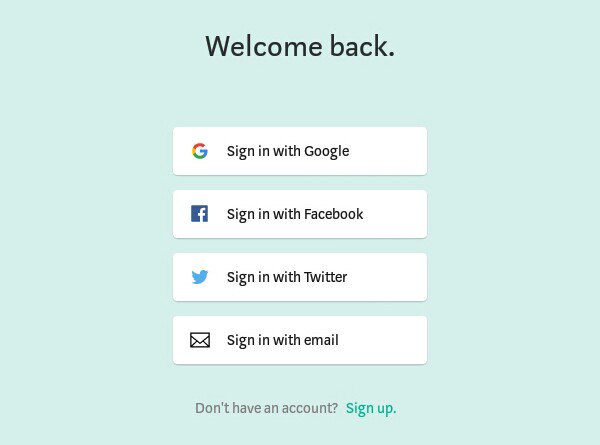 Welcome back.
Sign in with Google
Sign in with Facebook
Sign in with Twitter
Sign in with email
Don't have an account? Sign up.